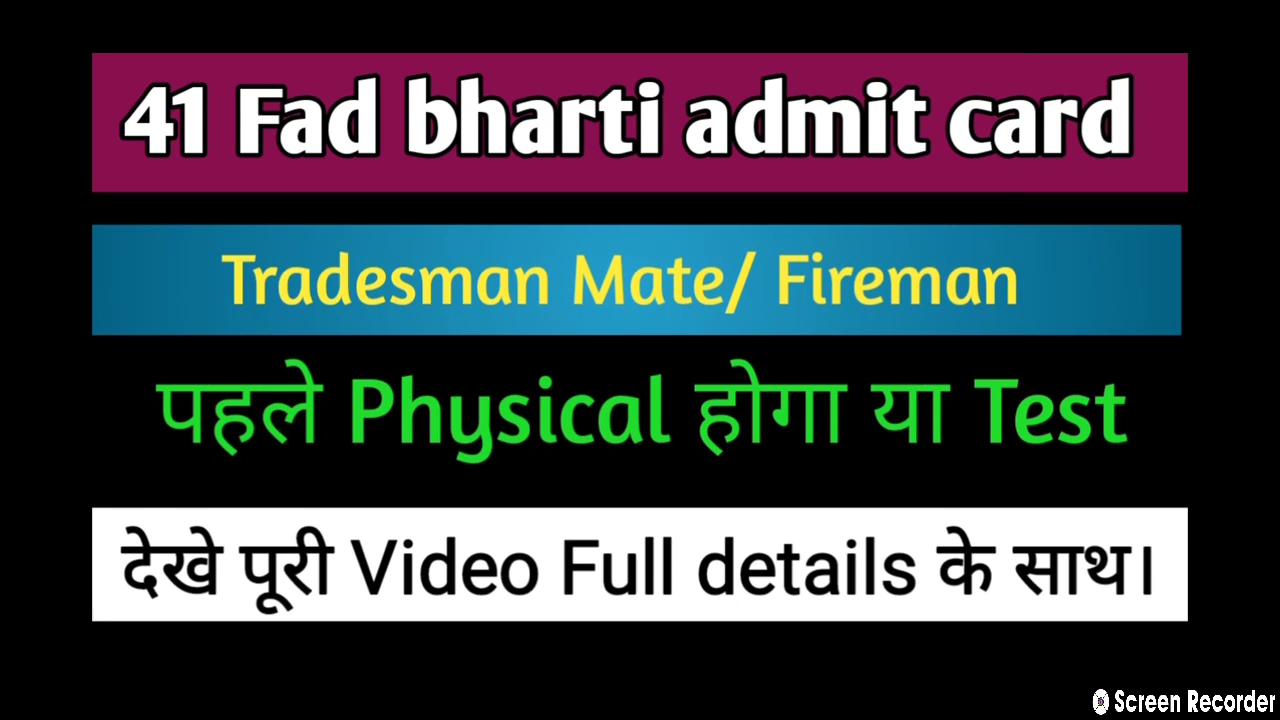 41 Fad bharti admit card
Tradesman Mate/ Fireman
पहले Physical होगा या Test
देखे पूरी Video Full details के साथ।
Screen Recorder